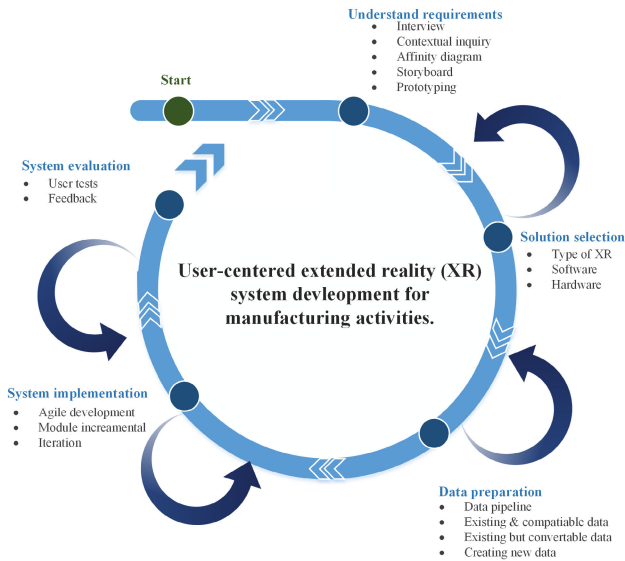 Understand requirements
• Interview
• Contextual inquiry
• Affinity diagram
• Storyboard
• Prototyping
Start
System evaluation
• User tests
• Feedback
Solution selection
• Type of XR
• Software
• Hardware
User-centered extended reality (XR)
system devleopment for
manufacturing activities.
System implementation
• Agile development
• Module increamental
• Iteration
Data preparation
• Data pipeline
• Existing & compatiable data
• Existing but convertable data
• Creating new data